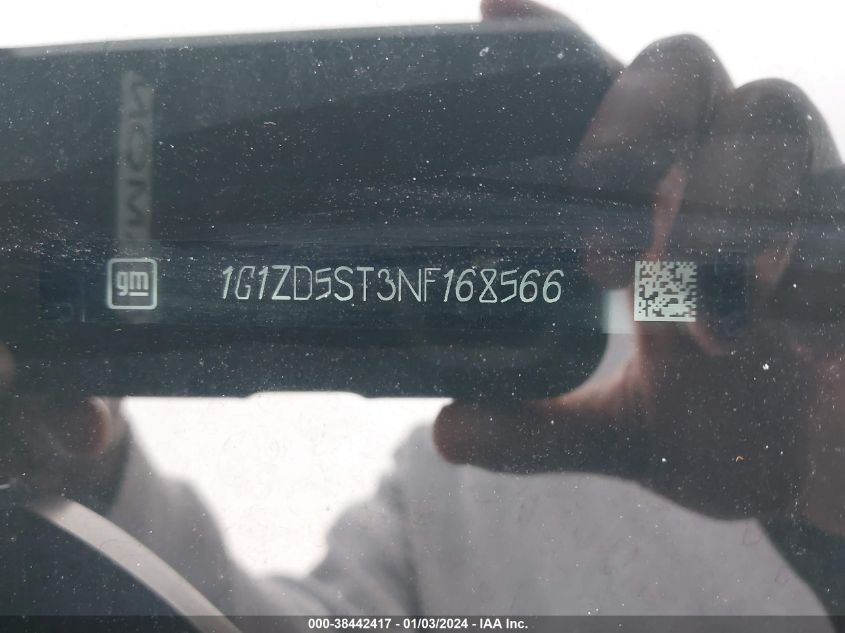 gm 1G1ZD5ST3NF168566
000-38442417 - 01/03/2024 - IAA Inc.